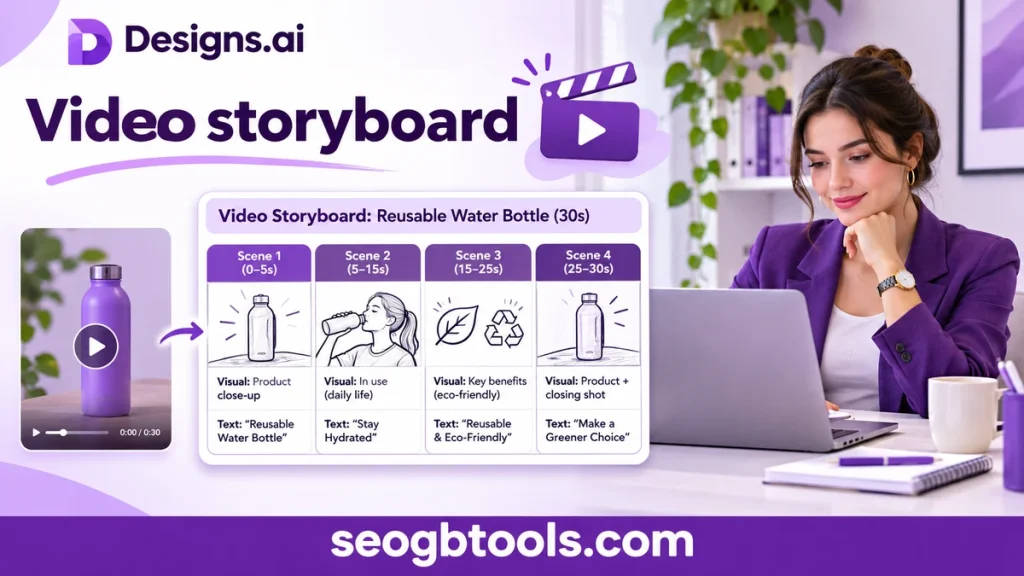 Designs.ai
Video storyboard
Video Storyboard: Reusable Water Bottle (30s)
Scene 1
(0–5s)
Scene 2
(5–15s)
Scene 3
(15–25s)
Scene 4
(25–30s)
Visual: Product
close-up
Visual: In use
(daily life)
Visual: Key benefits
(eco-friendly)
Visual: Product +
closing shot
Text: “Reusable
Water Bottle”
Text: “Stay
Hydrated”
Text: “Reusable
& Eco-Friendly”
Text: “Make a
Greener Choice”
0:00 / 0:30
seogbtools.com